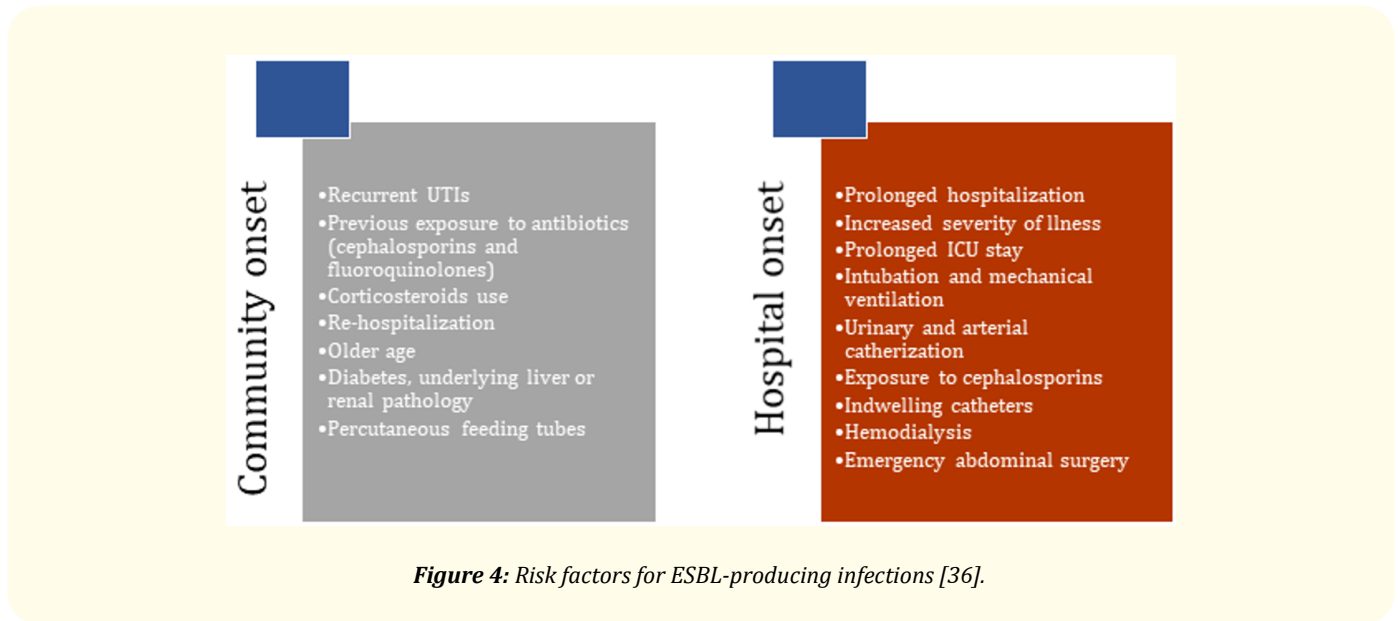 Community onset
•Recurrent UTIs
•Previous exposure to antibiotics
(cephalosporins and
fluoroquinolones)
•Corticosteroids use
•Re-hospitalization
•Older age
•Diabetes, underlying liver or
renal pathology
•Percutaneous feeding tubes
Hospital onset
•Prolonged hospitalization
•Increased severity of llness
•Prolonged ICU stay
•Intubation and mechanical
ventilation
•Urinary and arterial
catherization
•Exposure to cephalosporins
•Indwelling catheters
•Hemodialysis
•Emergency abdominal surgery
Figure 4: Risk factors for ESBL-producing infections [36].